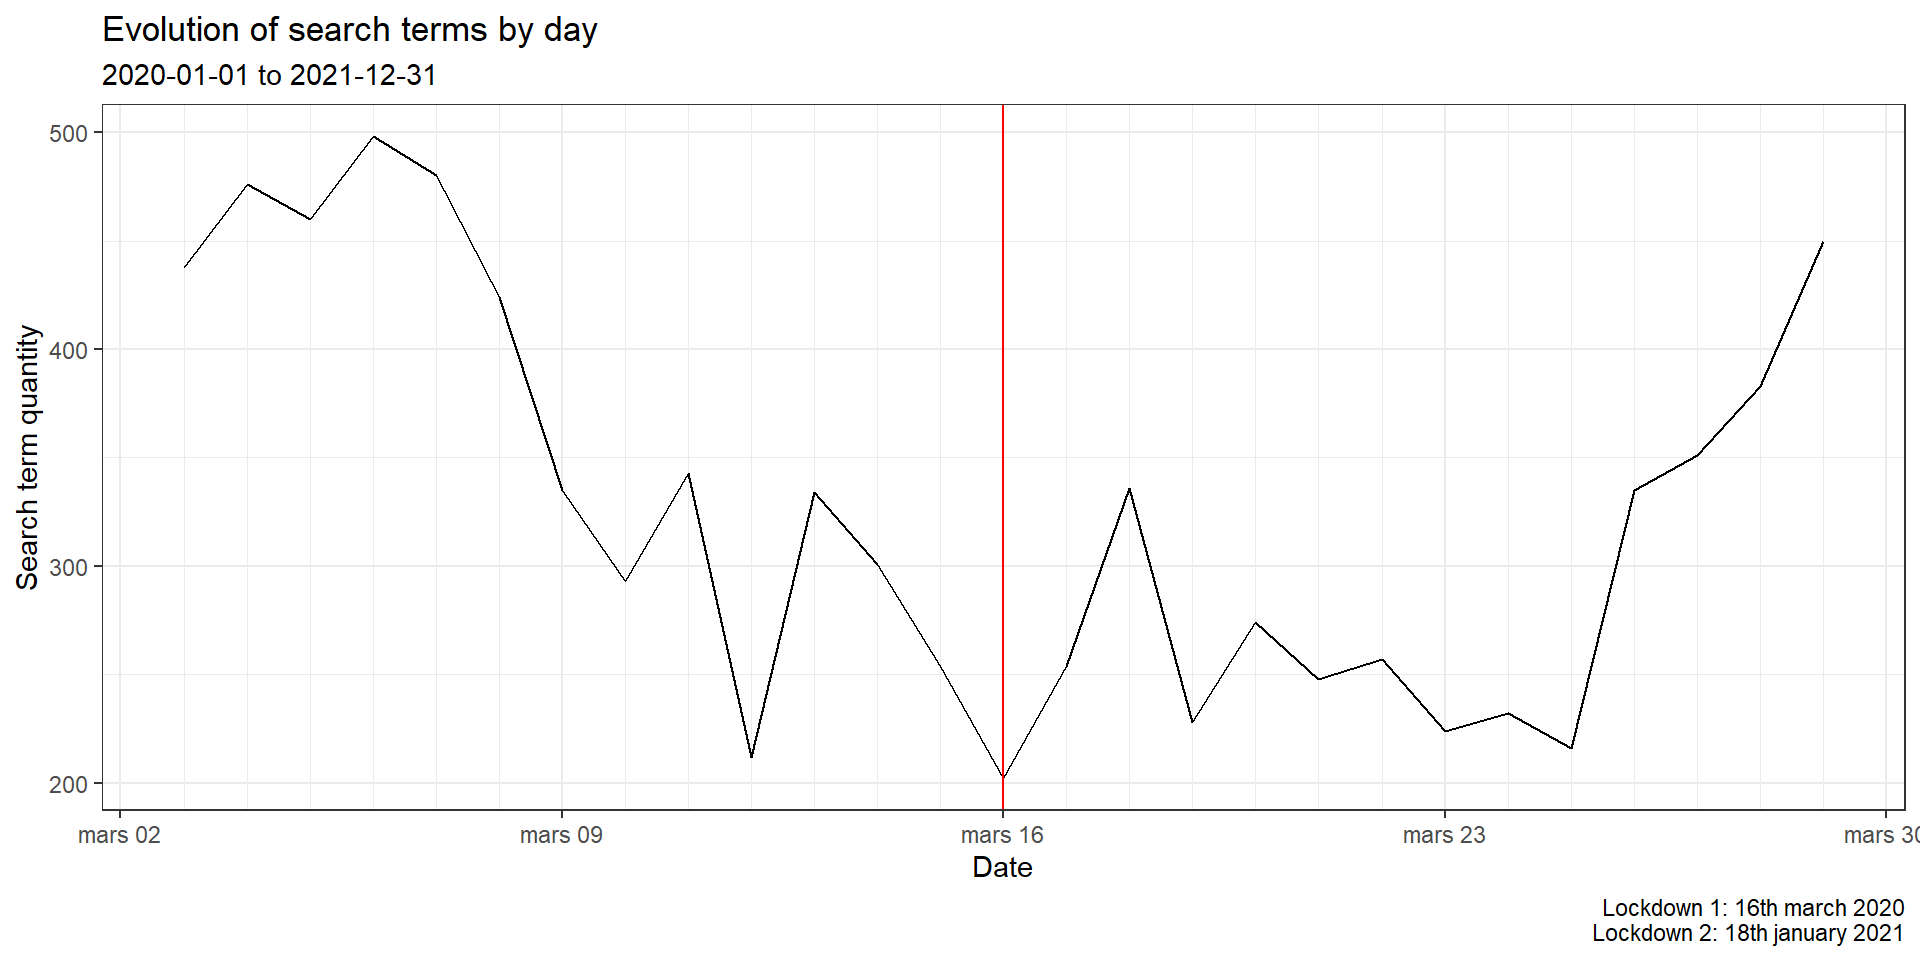 Evolution of search terms by day
2020-01-01 to 2021-12-31
Search term quantity
500
400
300
200
mars 02
mars 09
mars 16
mars 23
mars 30
Date
Lockdown 1: 16th march 2020
Lockdown 2: 18th january 2021